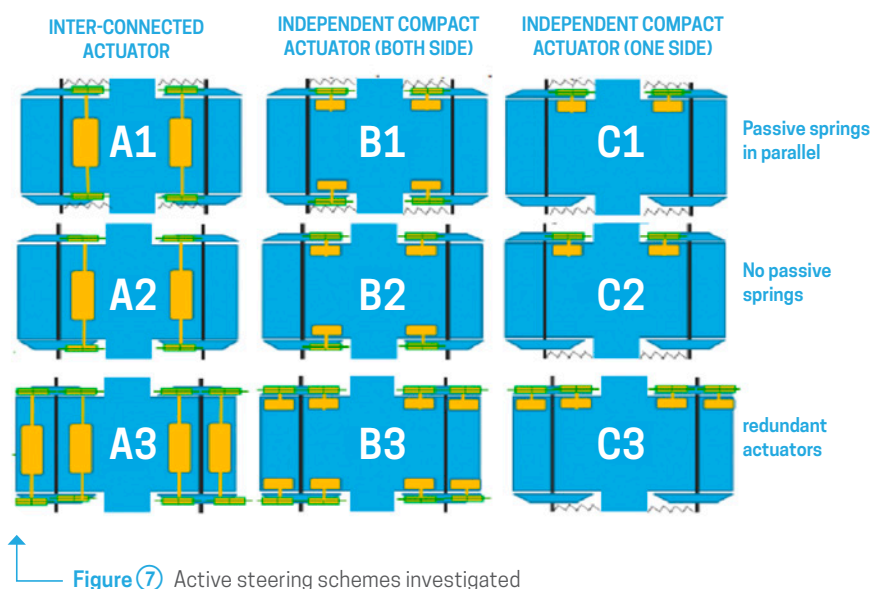 INTER-CONNECTED
ACTUATOR
INDEPENDENT COMPACT
ACTUATOR (BOTH SIDE)
INDEPENDENT COMPACT
ACTUATOR (ONE SIDE)
A1
B1
C1
Passive springs
in parallel
A2
B2
C2
No passive
springs
A3
B3
C3
redundant
actuators
Figure 7 Active steering schemes investigated